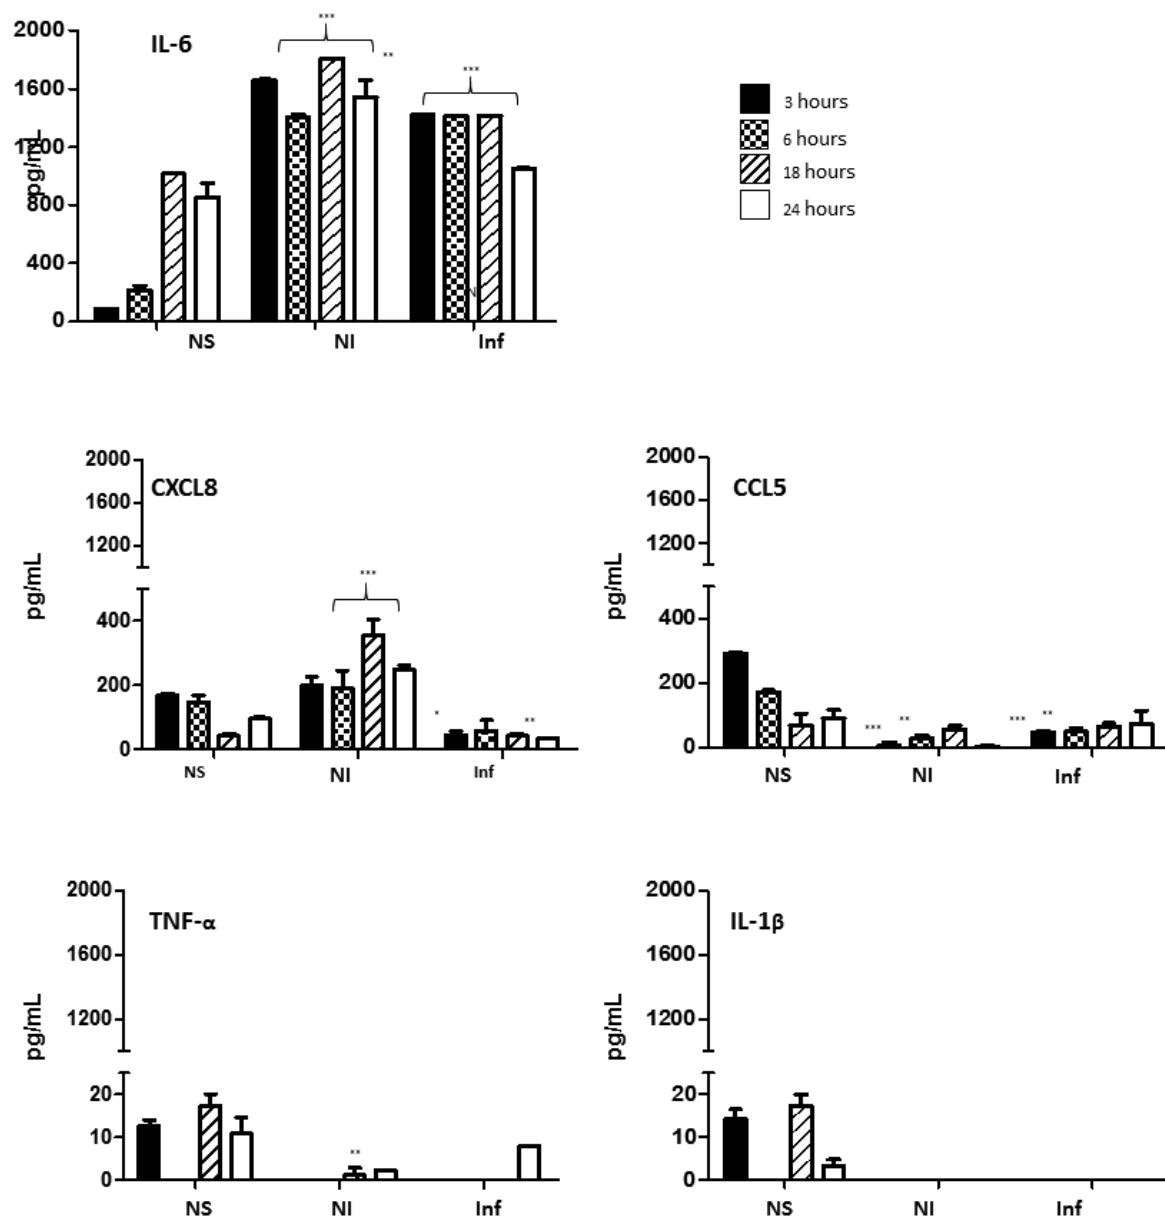 2000
IL-6
***
**
***
1600
1200
pg/mL
800
400
N
0
NS NI Inf
3 hours
6 hours
18 hours
24 hours
2000
CXCL8
1600
1200
pg/mL
***
400
200
*
**
0
NS NI Inf
2000
CCL5
1600
1200
pg/mL
400
200
***
**
***
**
0
NS NI Inf
2000
TNF-α
1600
pg/mL
1200
20
10
**
0
NS NI Inf
2000
IL-1β
1600
pg/mL
1200
20
10
0
NS NI Inf